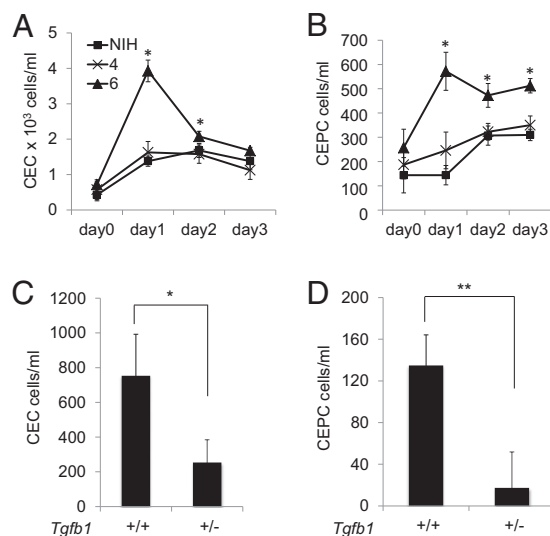 A
CEC x 10³ cells/ml
5
4
3
2
1
0
NIH
4
6
*
*
day0 day1 day2 day3
B
CEPC cells/ml
700
600
500
400
300
200
100
0
*
*
*
day0 day1 day2 day3
C
CEC cells/ml
1200
1000
800
600
400
200
0
*
Tgfb1 +/+ +/-
D
CEPC cells/ml
200
160
120
80
40
0
**
Tgfb1 +/+ +/-